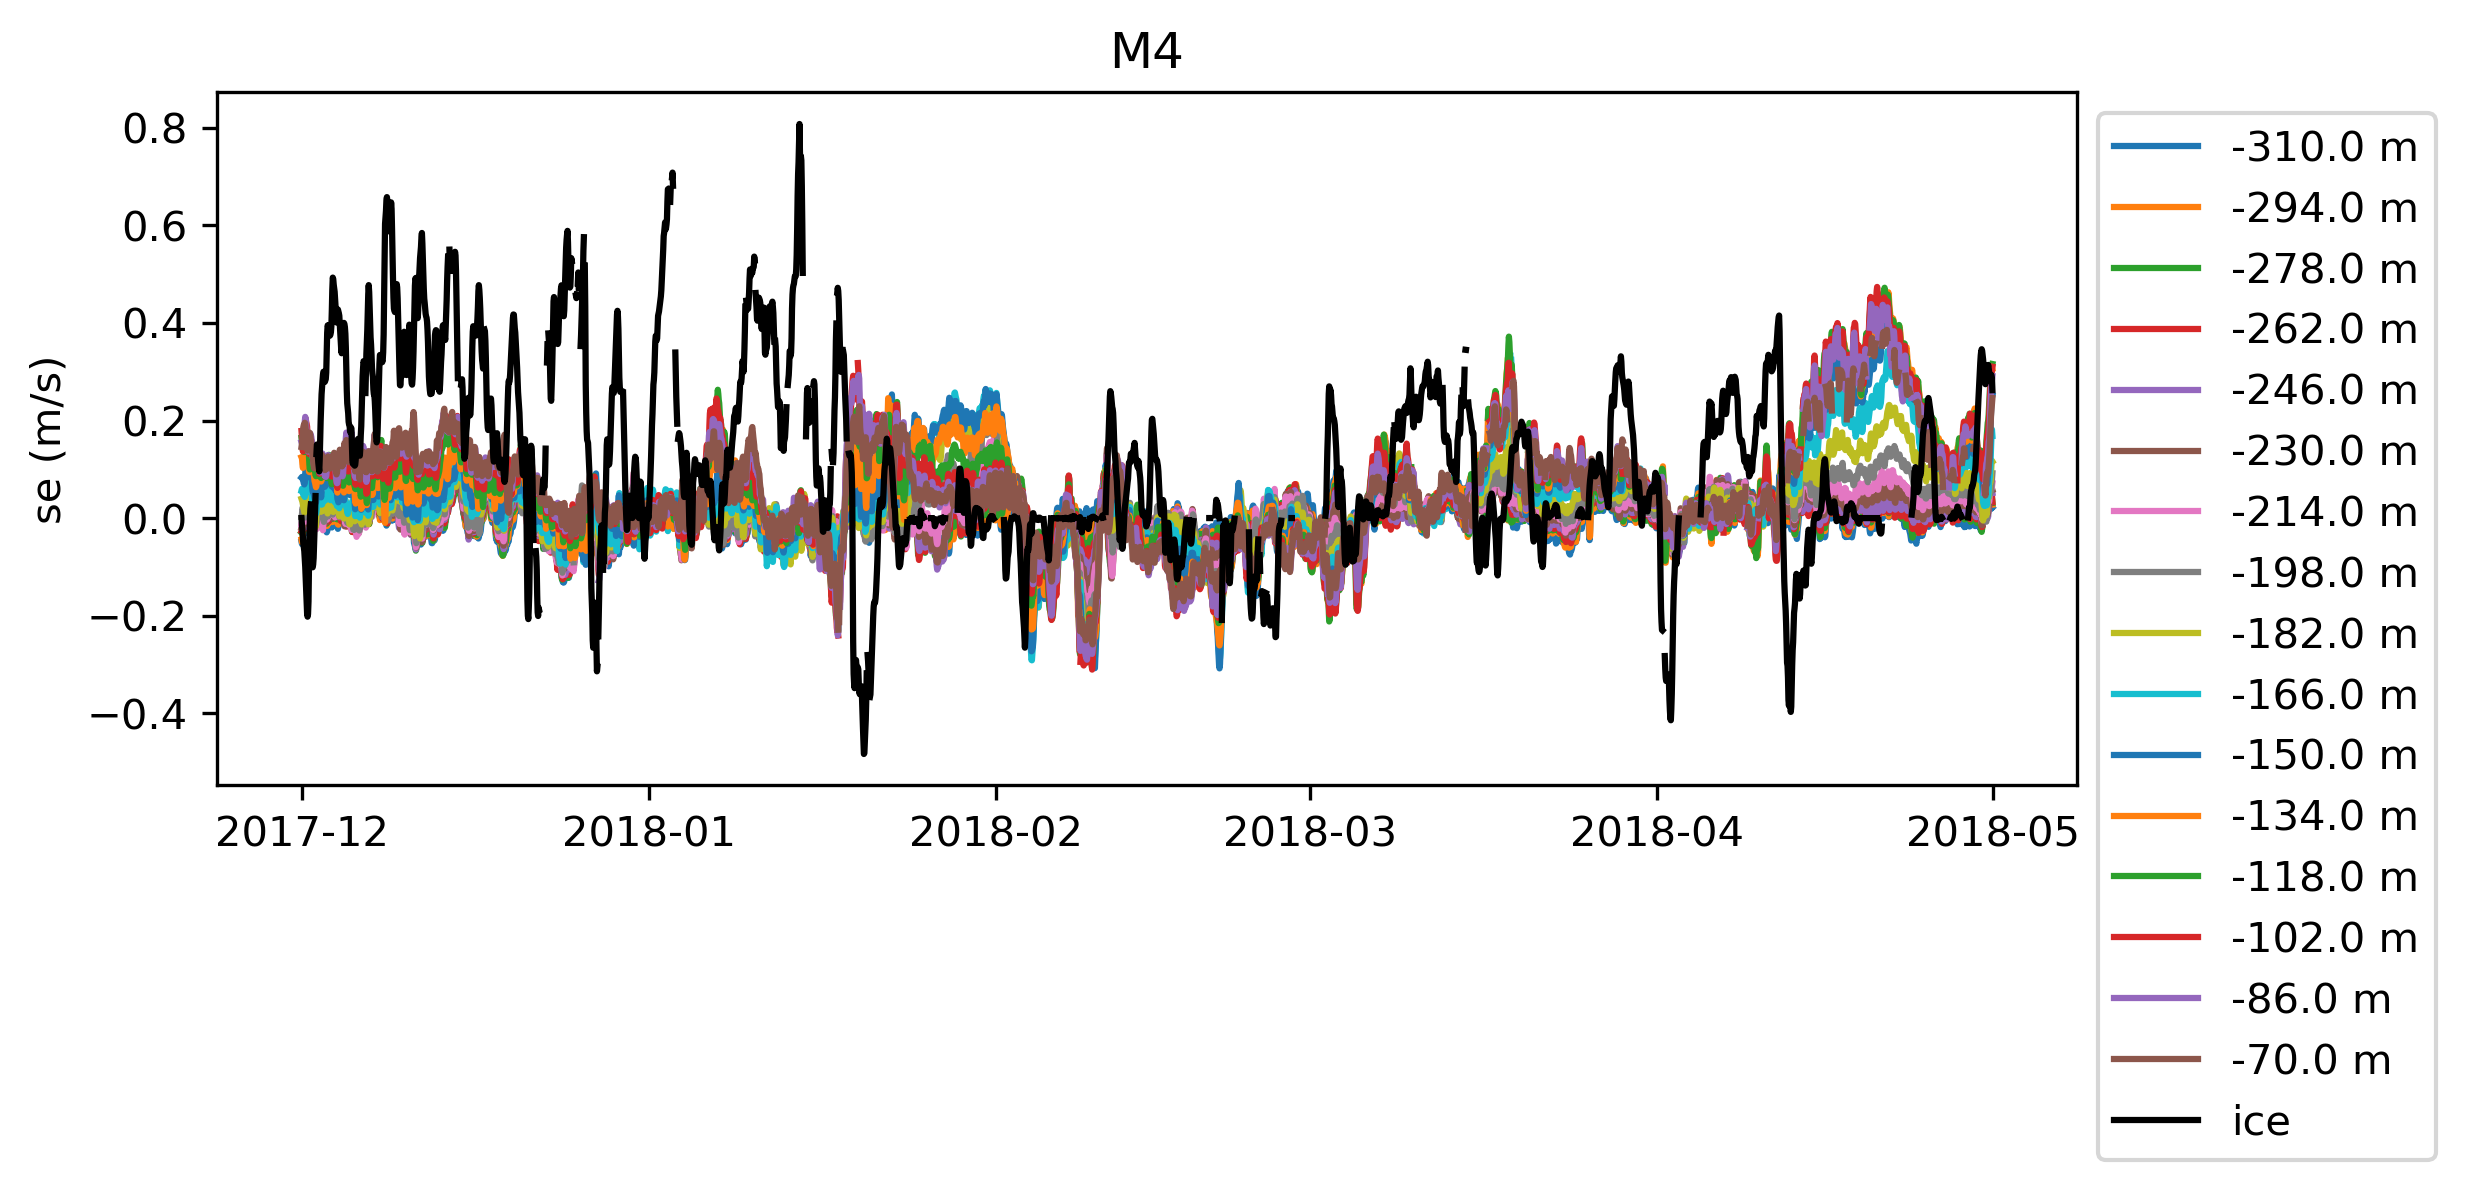 M4
se (m/s)
0.8
0.6
0.4
0.2
0.0
−0.2
−0.4
2017-12
2018-01
2018-02
2018-03
2018-04
2018-05
-310.0 m
-294.0 m
-278.0 m
-262.0 m
-246.0 m
-230.0 m
-214.0 m
-198.0 m
-182.0 m
-166.0 m
-150.0 m
-134.0 m
-118.0 m
-102.0 m
-86.0 m
-70.0 m
ice